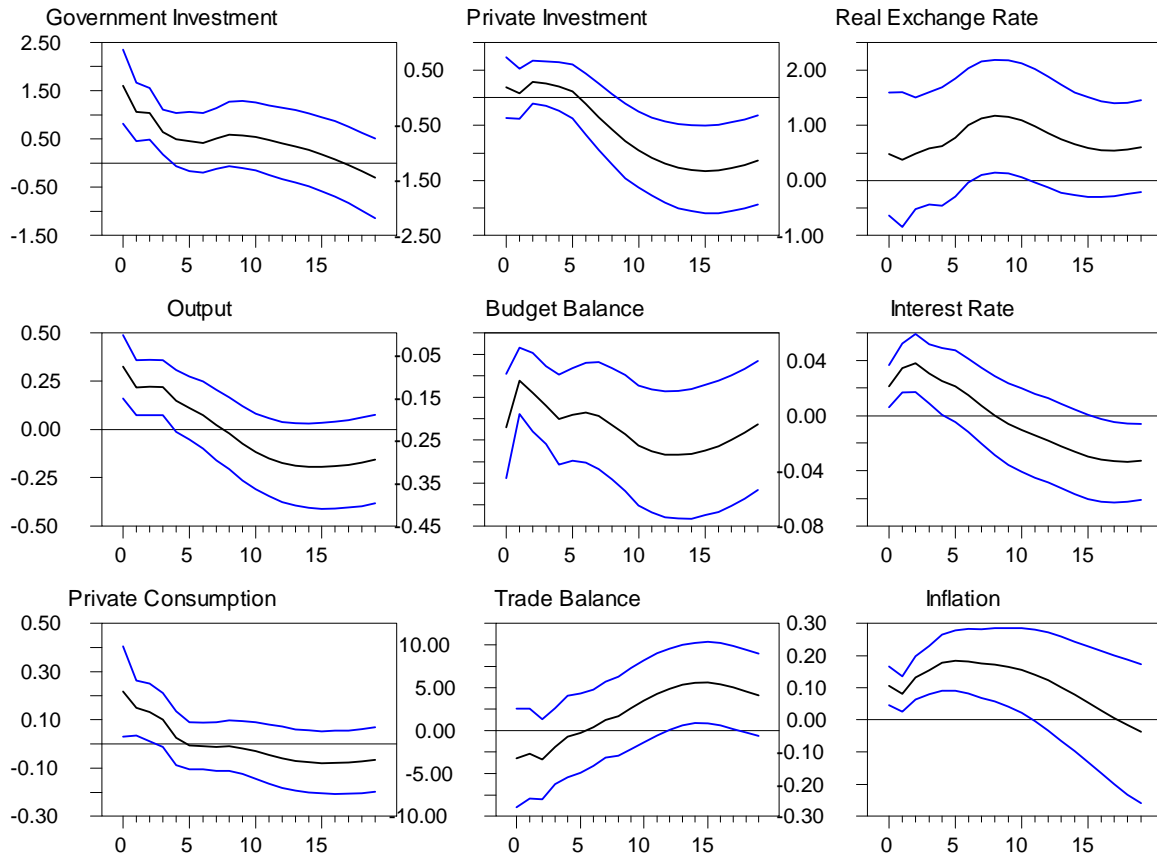 Government Investment
2.50
1.50
0.50
-0.50
-1.50
0 5 10 15
Private Investment
0.50
-0.50
-1.50
-2.50
0 5 10 15
Real Exchange Rate
2.00
1.00
0.00
-1.00
0 5 10 15
Output
0.50
0.25
0.00
-0.25
-0.50
0 5 10 15
Budget Balance
-0.05
-0.15
-0.25
-0.35
-0.45
0 5 10 15
Interest Rate
0.04
0.00
-0.04
-0.08
0 5 10 15
Private Consumption
0.50
0.30
0.10
-0.10
-0.30
0 5 10 15
Trade Balance
10.00
5.00
0.00
-5.00
-10.00
0 5 10 15
Inflation
0.30
0.20
0.10
0.00
-0.10
-0.20
-0.30
0 5 10 15